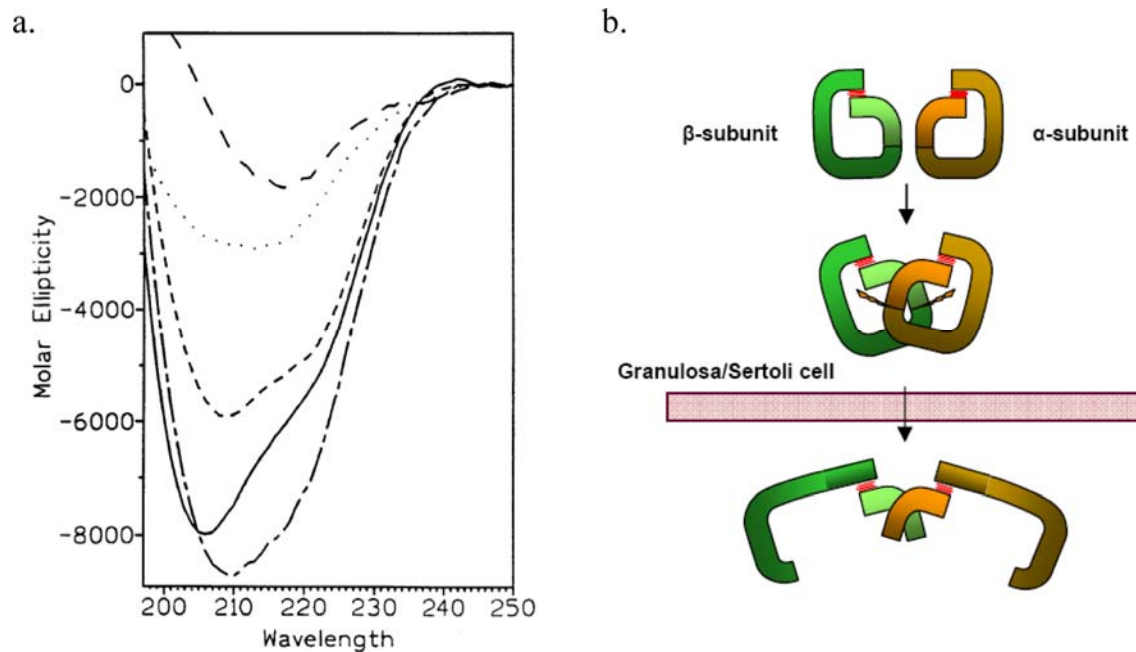 a.
0
-2000
-4000
-6000
-8000
Molar Ellipticity
200 210 220 230 240 250
Wavelength
b.
β-subunit
α-subunit
Granulosa/Sertoli cell